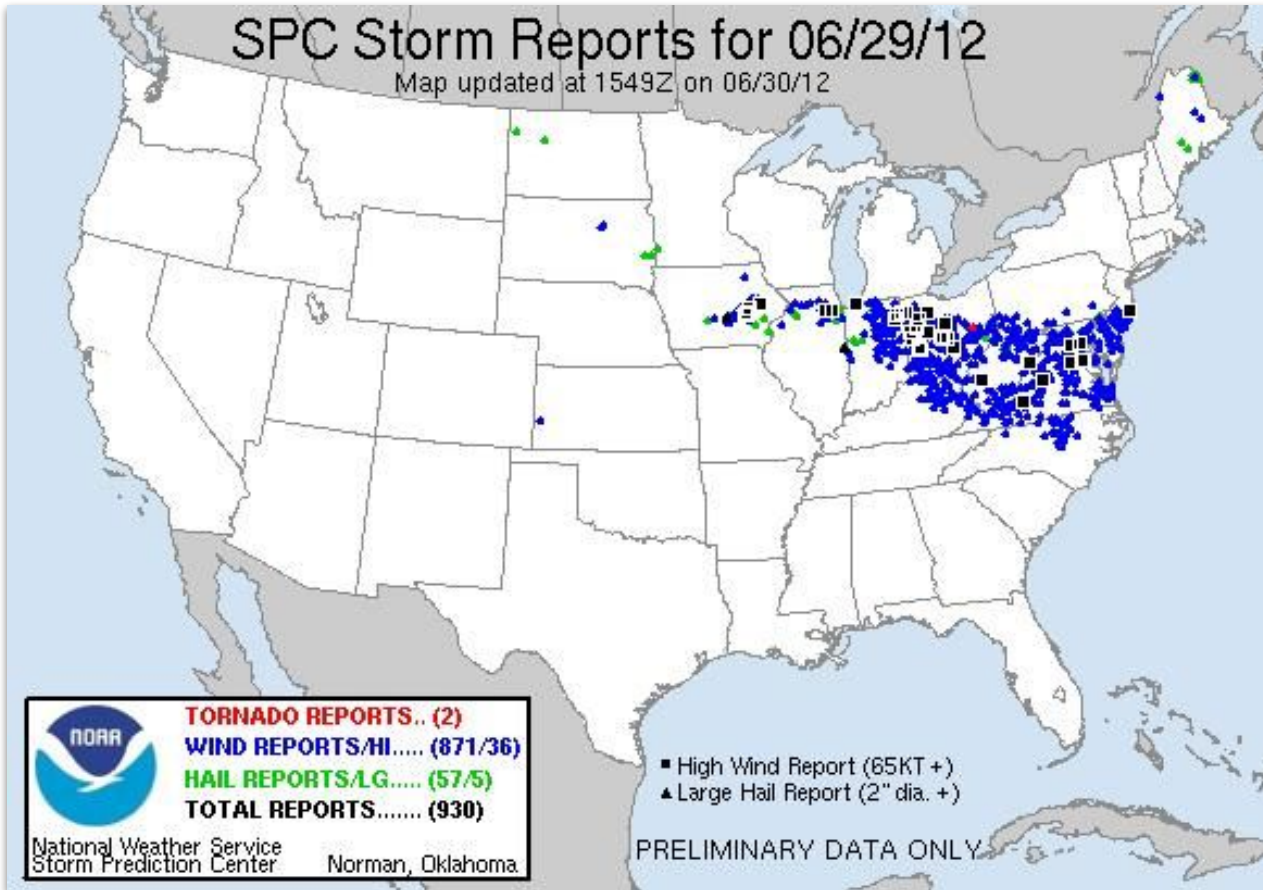 SPC Storm Reports for 06/29/12
Map updated at 1549Z on 06/30/12
NOAA
TORNADO REPORTS.. (2)
WIND REPORTS/HI..... (871/36)
HAIL REPORTS/LG..... (57/5)
TOTAL REPORTS....... (930)
National Weather Service
Storm Prediction Center Norman, Oklahoma
■ High Wind Report (65KT +)
▲ Large Hail Report (2" dia. +)
PRELIMINARY DATA ONLY